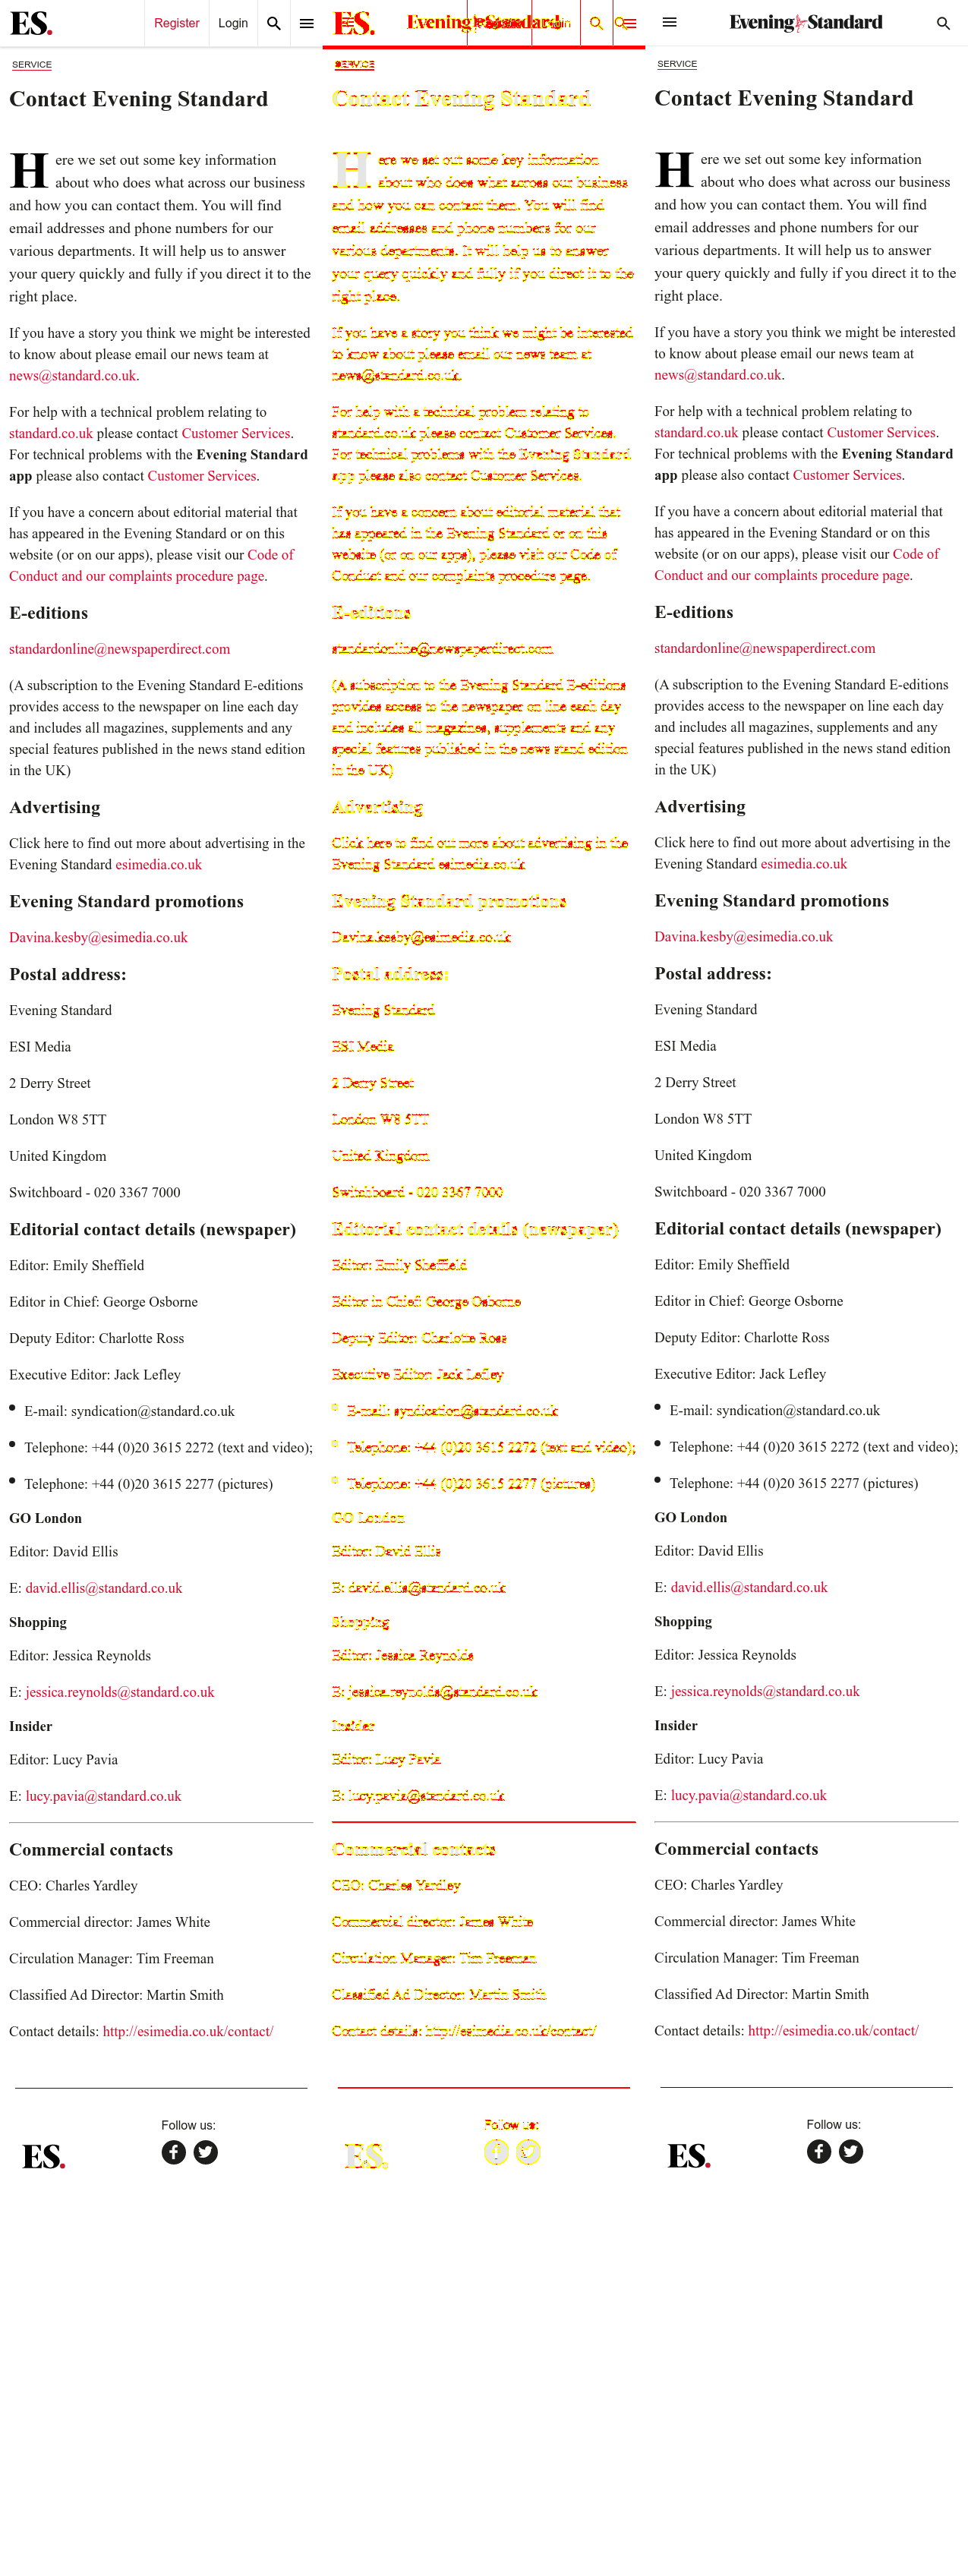 ES.
Register
Login
SERVICE
Contact Evening Standard
Here we set out some key information
about who does what across our business
and how you can contact them. You will find
email addresses and phone numbers for our
various departments. It will help us to answer
your query quickly and fully if you direct it to the
right place.
If you have a story you think we might be interested
to know about please email our news team at
news@standard.co.uk.
For help with a technical problem relating to
standard.co.uk please contact Customer Services.
For technical problems with the Evening Standard
app please also contact Customer Services.
If you have a concern about editorial material that
has appeared in the Evening Standard or on this
website (or on our apps), please visit our Code of
Conduct and our complaints procedure page.
E-editions
standardonline@newspaperdirect.com
(A subscription to the Evening Standard E-editions
provides access to the newspaper on line each day
and includes all magazines, supplements and any
special features published in the news stand edition
in the UK)
Advertising
Click here to find out more about advertising in the
Evening Standard esimedia.co.uk
Evening Standard promotions
Davina.kesby@esimedia.co.uk
Postal address:
Evening Standard
ESI Media
2 Derry Street
London W8 5TT
United Kingdom
Switchboard - 020 3367 7000
Editorial contact details (newspaper)
Editor: Emily Sheffield
Editor in Chief: George Osborne
Deputy Editor: Charlotte Ross
Executive Editor: Jack Lefley
• E-mail: syndication@standard.co.uk
• Telephone: +44 (0)20 3615 2272 (text and video);
• Telephone: +44 (0)20 3615 2277 (pictures)
GO London
Editor: David Ellis
E: david.ellis@standard.co.uk
Shopping
Editor: Jessica Reynolds
E: jessica.reynolds@standard.co.uk
Insider
Editor: Lucy Pavia
E: lucy.pavia@standard.co.uk
Commercial contacts
CEO: Charles Yardley
Commercial director: James White
Circulation Manager: Tim Freeman
Classified Ad Director: Martin Smith
Contact details: http://esimedia.co.uk/contact/
Follow us:
ES.
ES.
Evening Standard
SERVICE
Contact Evening Standard
Here we set out some key information
about who does what across our business
and how you can contact them. You will find
email addresses and phone numbers for our
various departments. It will help us to answer
your query quickly and fully if you direct it to the
right place.
If you have a story you think we might be interested
to know about please email our news team at
news@standard.co.uk.
For help with a technical problem relating to
standard.co.uk please contact Customer Services.
For technical problems with the Evening Standard
app please also contact Customer Services.
If you have a concern about editorial material that
has appeared in the Evening Standard or on this
website (or on our apps), please visit our Code of
Conduct and our complaints procedure page.
E-editions
standardonline@newspaperdirect.com
(A subscription to the Evening Standard E-editions
provides access to the newspaper on line each day
and includes all magazines, supplements and any
special features published in the news stand edition
in the UK)
Advertising
Click here to find out more about advertising in the
Evening Standard esimedia.co.uk
Evening Standard promotions
Davina.kesby@esimedia.co.uk
Postal address:
Evening Standard
ESI Media
2 Derry Street
London W8 5TT
United Kingdom
Switchboard - 020 3367 7000
Editorial contact details (newspaper)
Editor: Emily Sheffield
Editor in Chief: George Osborne
Deputy Editor: Charlotte Ross
Executive Editor: Jack Lefley
• E-mail: syndication@standard.co.uk
• Telephone: +44 (0)20 3615 2272 (text and video);
• Telephone: +44 (0)20 3615 2277 (pictures)
GO London
Editor: David Ellis
E: david.ellis@standard.co.uk
Shopping
Editor: Jessica Reynolds
E: jessica.reynolds@standard.co.uk
Insider
Editor: Lucy Pavia
E: lucy.pavia@standard.co.uk
Commercial contacts
CEO: Charles Yardley
Commercial director: James White
Circulation Manager: Tim Freeman
Classified Ad Director: Martin Smith
Contact details: http://esimedia.co.uk/contact/
Follow us:
ES.
Evening Standard
SERVICE
Contact Evening Standard
Here we set out some key information
about who does what across our business
and how you can contact them. You will find
email addresses and phone numbers for our
various departments. It will help us to answer
your query quickly and fully if you direct it to the
right place.
If you have a story you think we might be interested
to know about please email our news team at
news@standard.co.uk.
For help with a technical problem relating to
standard.co.uk please contact Customer Services.
For technical problems with the Evening Standard
app please also contact Customer Services.
If you have a concern about editorial material that
has appeared in the Evening Standard or on this
website (or on our apps), please visit our Code of
Conduct and our complaints procedure page.
E-editions
standardonline@newspaperdirect.com
(A subscription to the Evening Standard E-editions
provides access to the newspaper on line each day
and includes all magazines, supplements and any
special features published in the news stand edition
in the UK)
Advertising
Click here to find out more about advertising in the
Evening Standard esimedia.co.uk
Evening Standard promotions
Davina.kesby@esimedia.co.uk
Postal address:
Evening Standard
ESI Media
2 Derry Street
London W8 5TT
United Kingdom
Switchboard - 020 3367 7000
Editorial contact details (newspaper)
Editor: Emily Sheffield
Editor in Chief: George Osborne
Deputy Editor: Charlotte Ross
Executive Editor: Jack Lefley
• E-mail: syndication@standard.co.uk
• Telephone: +44 (0)20 3615 2272 (text and video);
• Telephone: +44 (0)20 3615 2277 (pictures)
GO London
Editor: David Ellis
E: david.ellis@standard.co.uk
Shopping
Editor: Jessica Reynolds
E: jessica.reynolds@standard.co.uk
Insider
Editor: Lucy Pavia
E: lucy.pavia@standard.co.uk
Commercial contacts
CEO: Charles Yardley
Commercial director: James White
Circulation Manager: Tim Freeman
Classified Ad Director: Martin Smith
Contact details: http://esimedia.co.uk/contact/
Follow us:
ES.